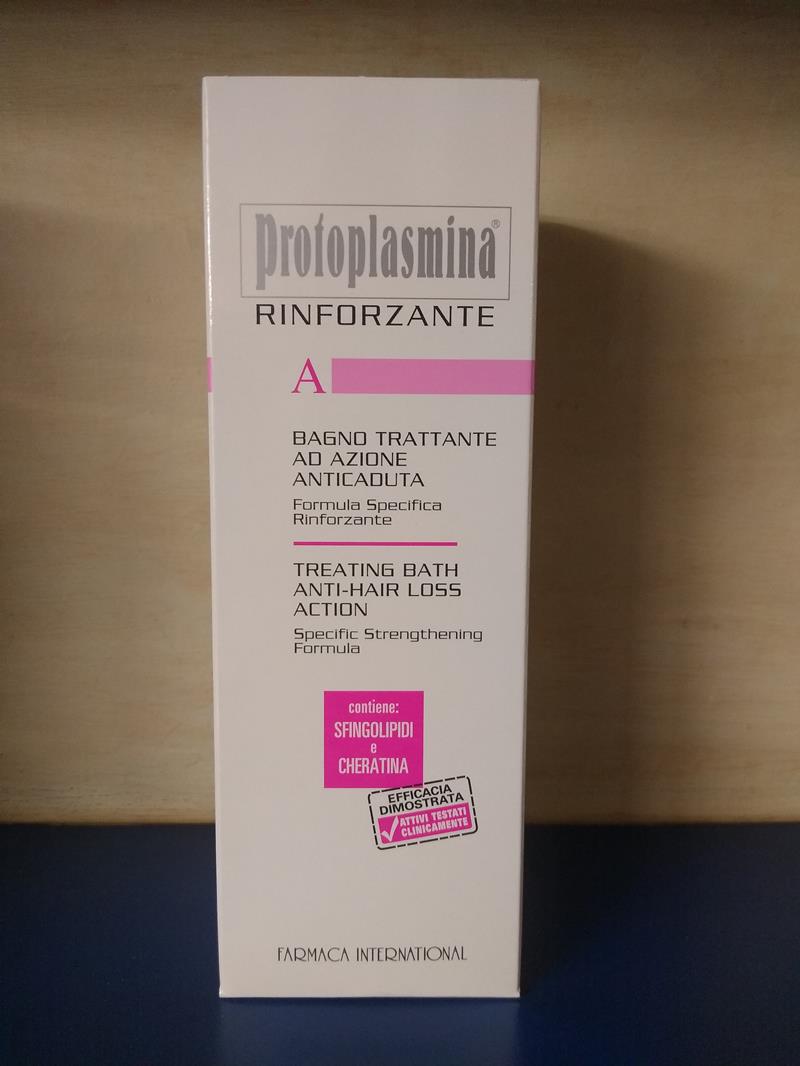 Protoplasmina®
RINFORZANTE
A
BAGNO TRATTANTE
AD AZIONE
ANTICADUTA
Formula Specifica
Rinforzante
TREATING BATH
ANTI-HAIR LOSS
ACTION
Specific Strengthening
Formula
contiene:
SFINGOLIPIDI
e
CHERATINA
EFFICACIA
DIMOSTRATA
ATTIVI TESTATI
CLINICAMENTE
FARMACA INTERNATIONAL